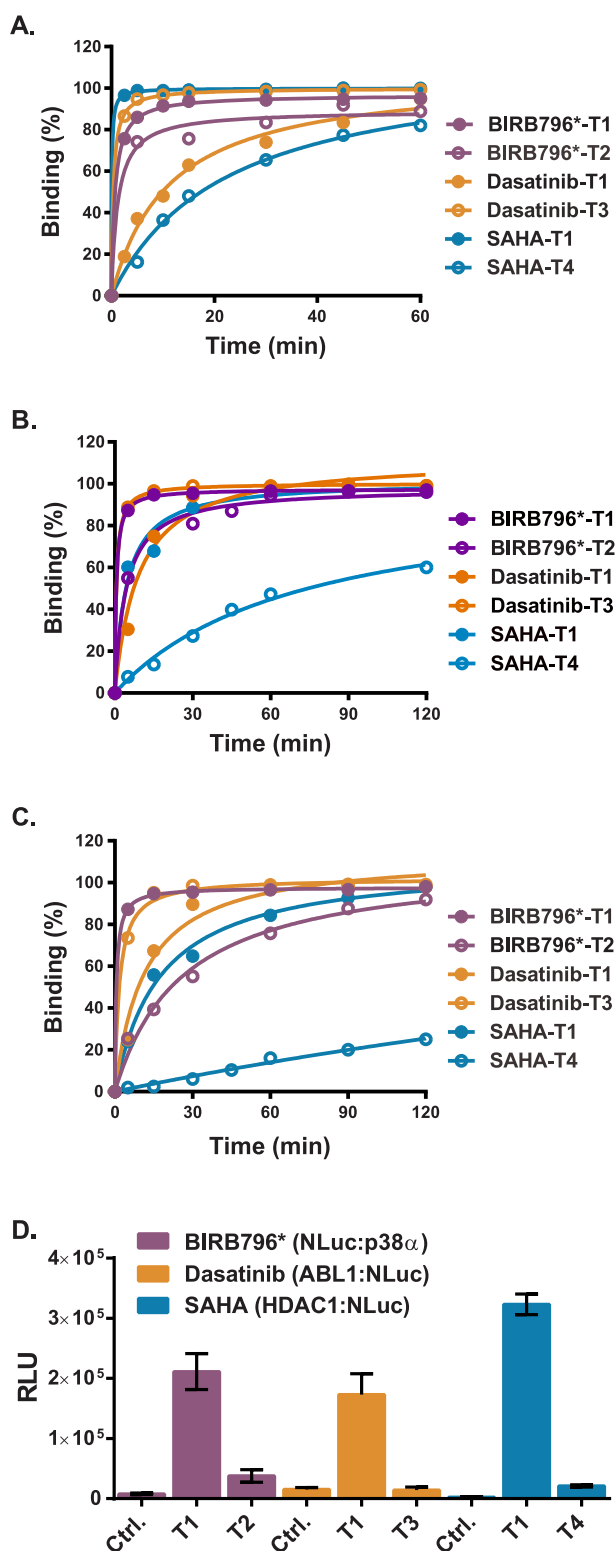 A.
120
100
80
60
40
20
0
Binding (%)
0 20 40 60
Time (min)
BIRB796*-T1
BIRB796*-T2
Dasatinib-T1
Dasatinib-T3
SAHA-T1
SAHA-T4
B.
120
100
80
60
40
20
0
Binding (%)
0 30 60 90 120
Time (min)
BIRB796*-T1
BIRB796*-T2
Dasatinib-T1
Dasatinib-T3
SAHA-T1
SAHA-T4
C.
120
100
80
60
40
20
0
Binding (%)
0 30 60 90 120
Time (min)
BIRB796*-T1
BIRB796*-T2
Dasatinib-T1
Dasatinib-T3
SAHA-T1
SAHA-T4
D.
BIRB796* (NLuc:p38α)
Dasatinib (ABL1:NLuc)
SAHA (HDAC1:NLuc)
4×10⁵
3×10⁵
2×10⁵
1×10⁵
0
RLU
Ctrl. T1 T2 Ctrl. T1 T3 Ctrl. T1 T4